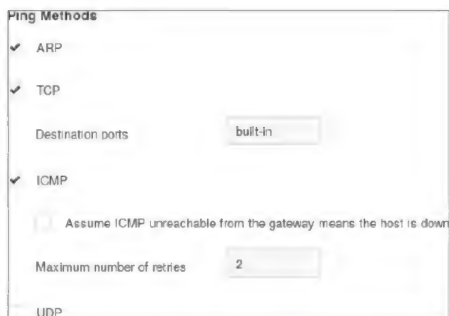 Ping Methods
ARP
TCP
Destination ports built-in
ICMP
Assume ICMP unreachable from the gateway means the host is down
Maximum number of retries 2
UDP